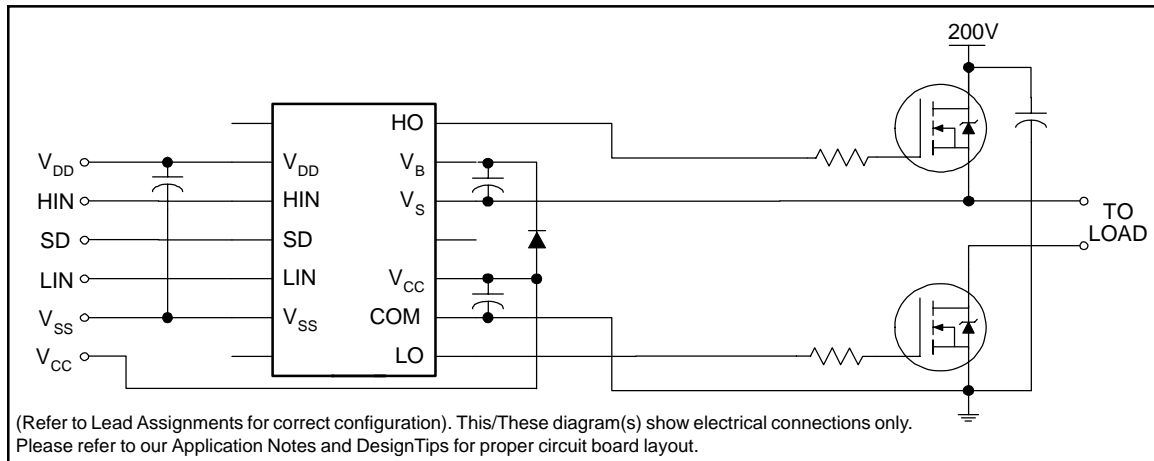 200V
HO
V_DD V_DD V_B
HIN HIN V_S
SD SD
LIN LIN V_CC
V_SS V_SS COM
V_CC LO
TO
LOAD
(Refer to Lead Assignments for correct configuration). This/These diagram(s) show electrical connections only.
Please refer to our Application Notes and DesignTips for proper circuit board layout.